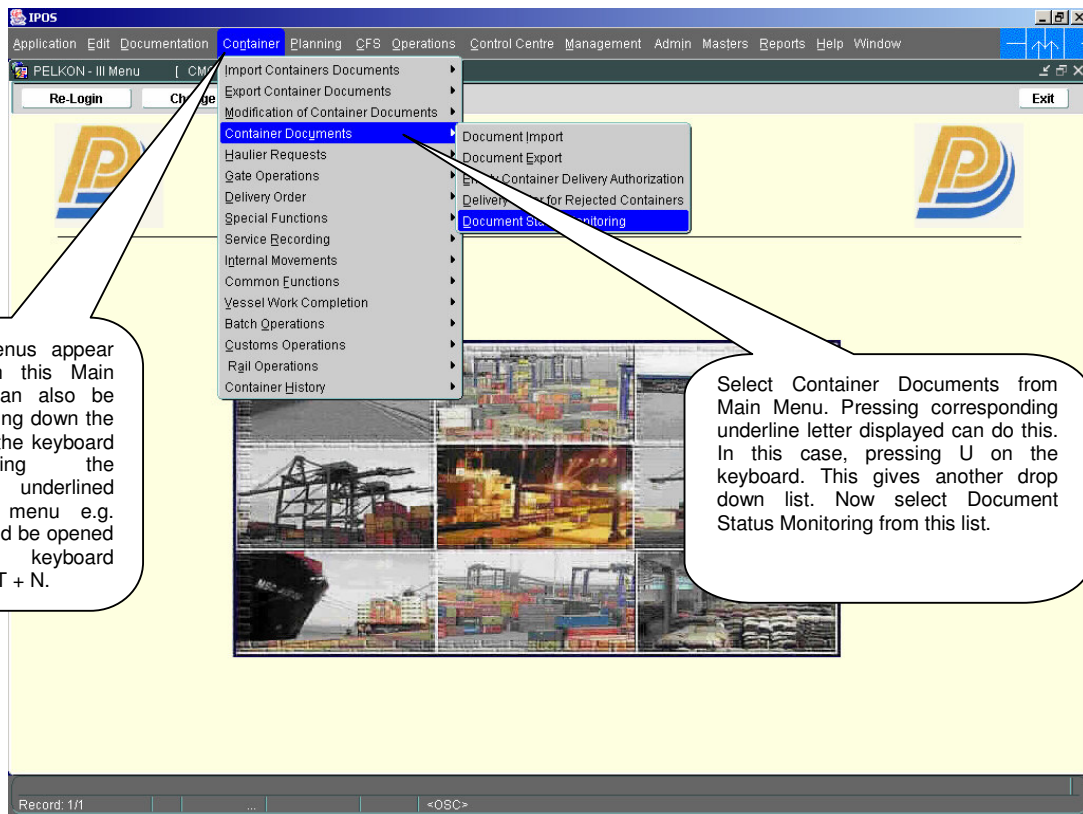 IPOS
Application Edit Documentation Container Planning CFS Operations Control Centre Management Admin Masters Reports Help Window
PELKON - III Menu [ CMC
Re-Login Change Exit
Import Containers Documents
Export Container Documents
Modification of Container Documents
Container Documents
Haulier Requests
Gate Operations
Delivery Order
Special Functions
Service Recording
Internal Movements
Common Functions
Vessel Work Completion
Batch Operations
Customs Operations
Rail Operations
Container History
Document Import
Document Export
Container Delivery Authorization
Delivery for Rejected Containers
Document Monitoring
enus appear
this Main
an also be
ng down the
the keyboard
ing the
underlined
menu e.g.
d be opened
keyboard
T + N.
Select Container Documents from
Main Menu. Pressing corresponding
underline letter displayed can do this.
In this case, pressing U on the
keyboard. This gives another drop
down list. Now select Document
Status Monitoring from this list.
Record: 1/1 ... <OSC>